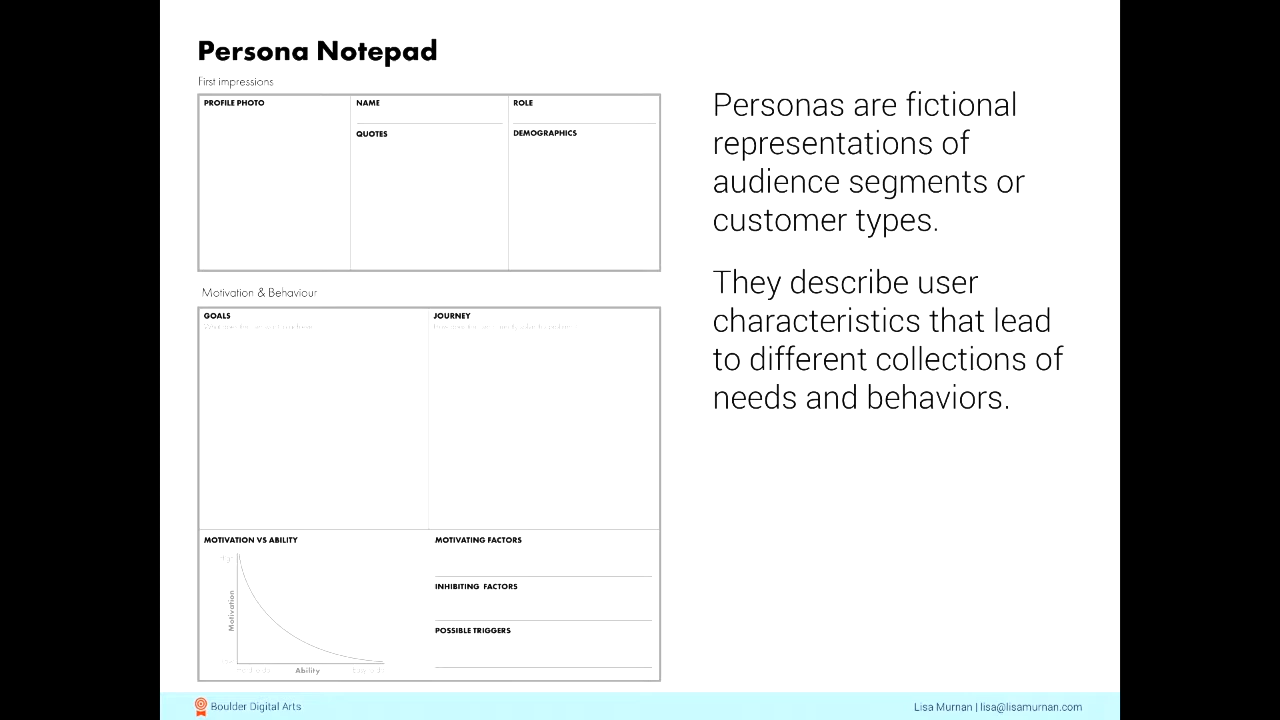 Persona Notepad
First impressions
PROFILE PHOTO
NAME
ROLE
QUOTES
DEMOGRAPHICS
Motivation & Behaviour
GOALS
JOURNEY
MOTIVATION VS ABILITY
High
Motivation
Ability
MOTIVATING FACTORS
INHIBITING FACTORS
POSSIBLE TRIGGERS
Personas are fictional
representations of
audience segments or
customer types.
They describe user
characteristics that lead
to different collections of
needs and behaviors.
Boulder Digital Arts
Lisa Murnan | lisa@lisamurnan.com